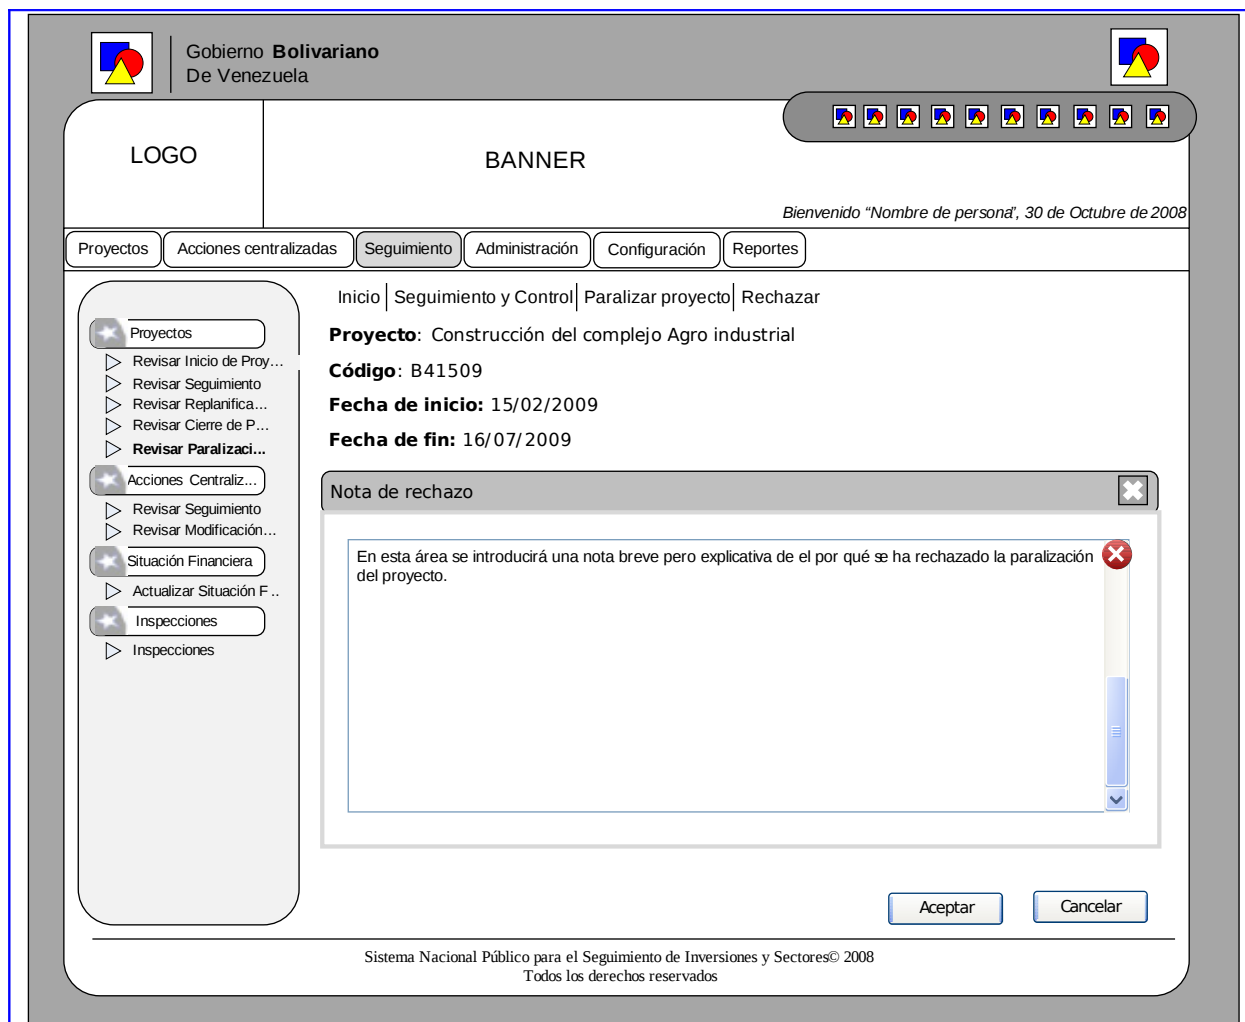 Gobierno Bolivariano
De Venezuela
LOGO
BANNER
Bienvenido “Nombre de persona”, 30 de Octubre de 2008
Proyectos
Acciones centralizadas
Seguimiento
Administración
Configuración
Reportes
Inicio | Seguimiento y Control | Paralizar proyecto | Rechazar
Proyectos
Revisar Inicio de Proy…
Revisar Seguimiento
Revisar Replanifica…
Revisar Cierre de P…
Revisar Paralizaci…
Acciones Centraliz…
Revisar Seguimiento
Revisar Modificación…
Situación Financiera
Actualizar Situación F..
Inspecciones
Inspecciones
Proyecto: Construcción del complejo Agro industrial
Código: B41509
Fecha de inicio: 15/02/2009
Fecha de fin: 16/07/2009
Nota de rechazo
En esta área se introducirá una nota breve pero explicativa de el por qué se ha rechazado la paralización
del proyecto.
Aceptar
Cancelar
Sistema Nacional Público para el Seguimiento de Inversiones y Sectores© 2008
Todos los derechos reservados